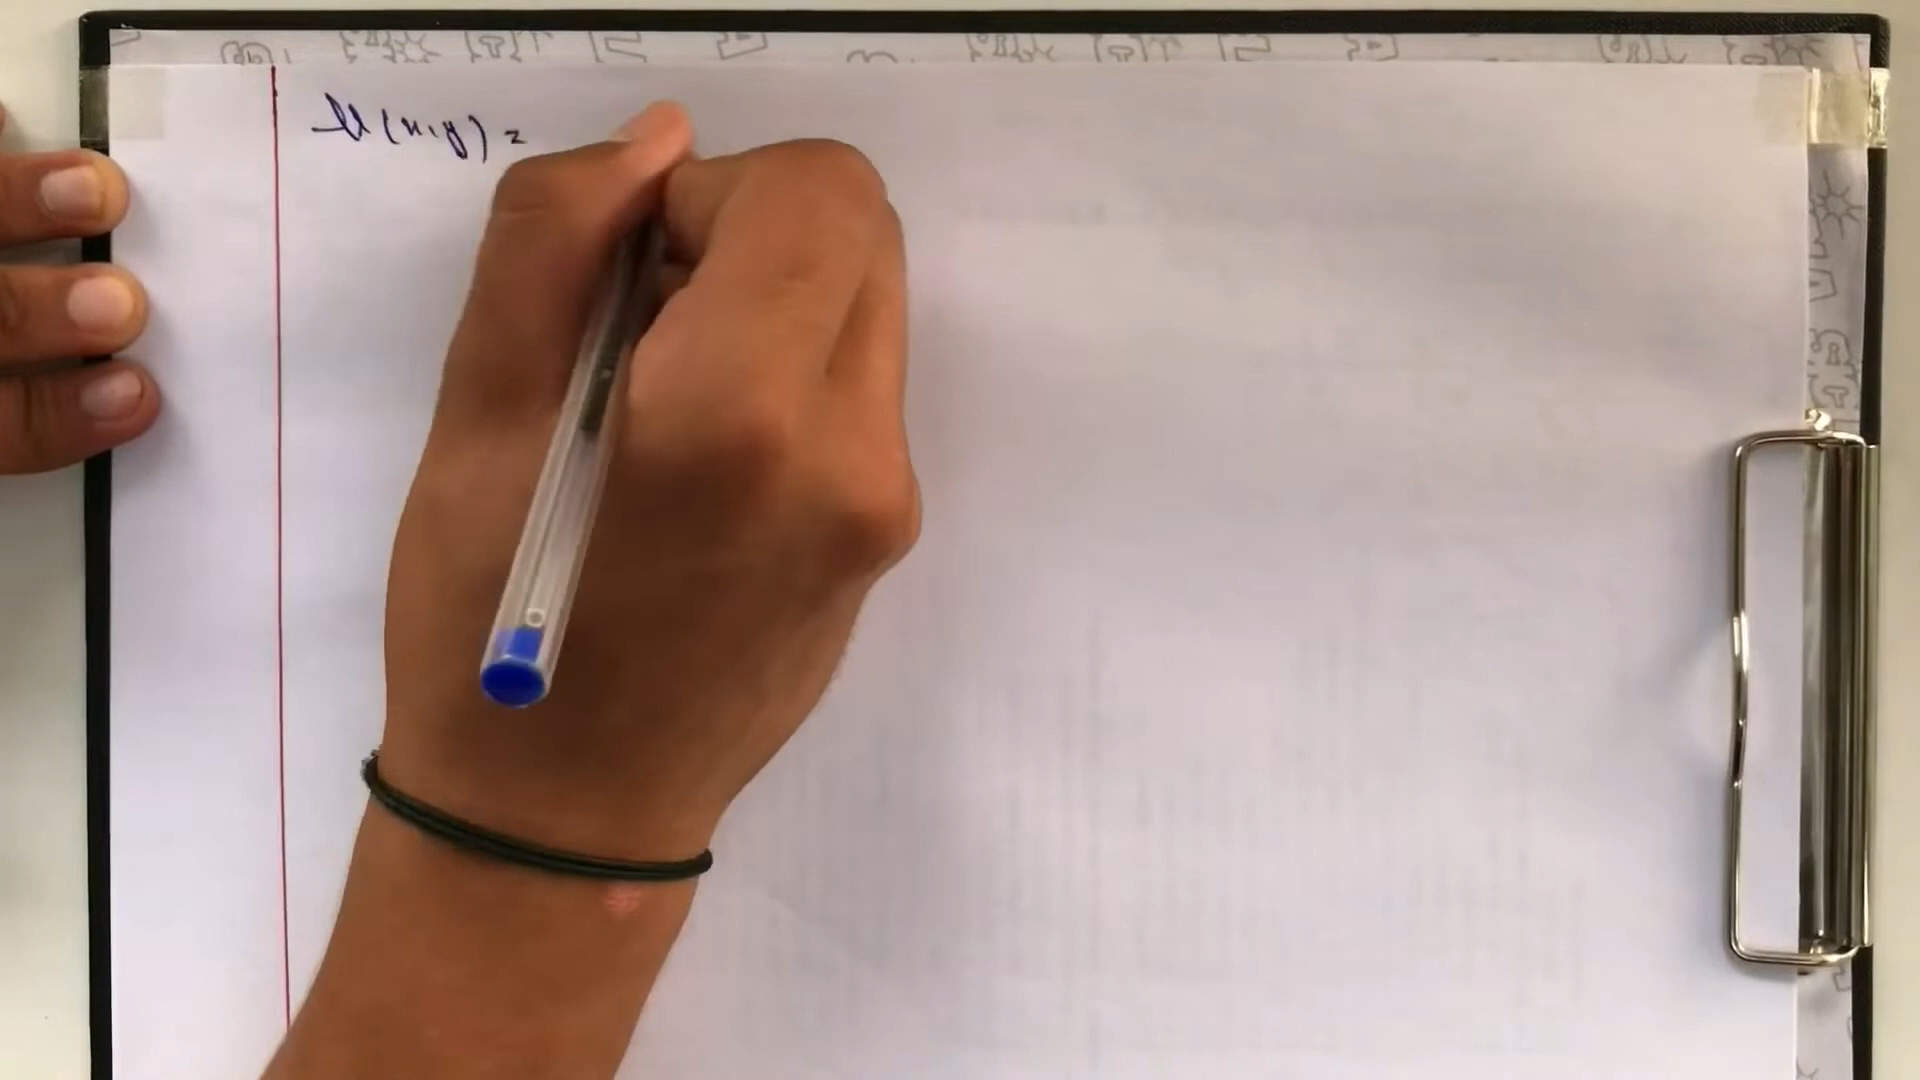 u(x,y) =